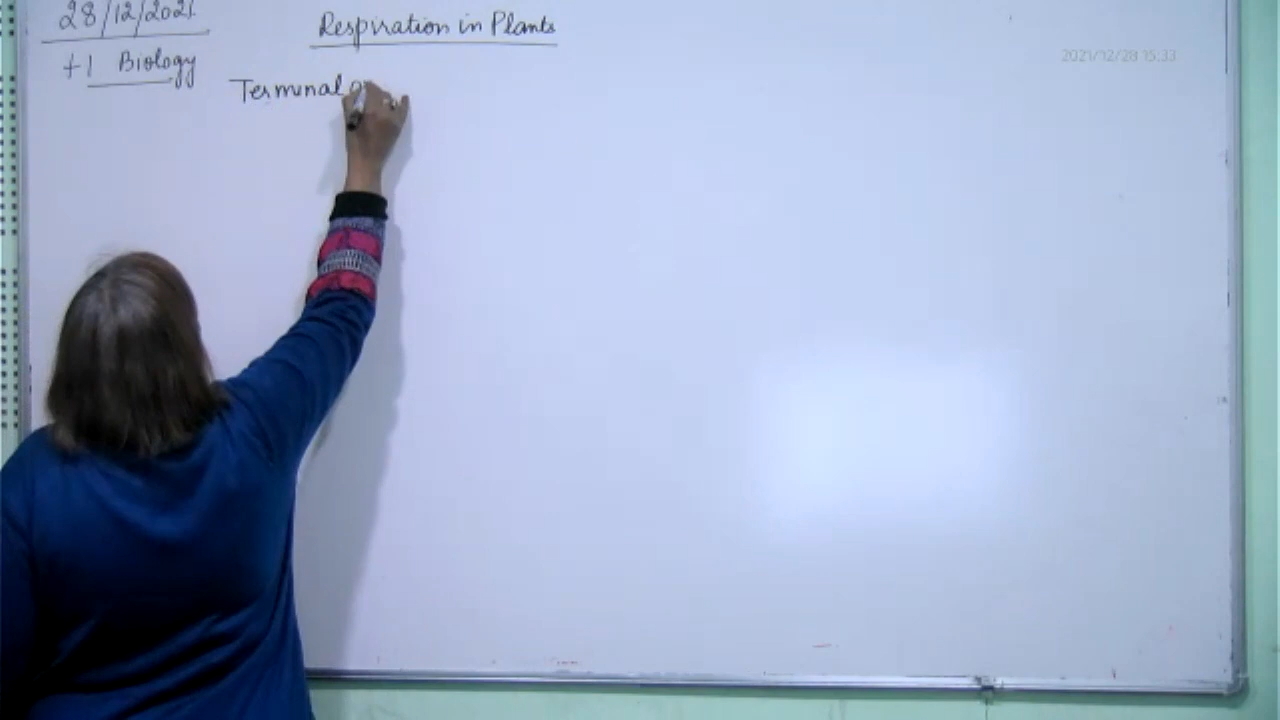 28/12/2021.
Respiration in Plants
2021/12/28 15:33
+1 Biology
Terminal